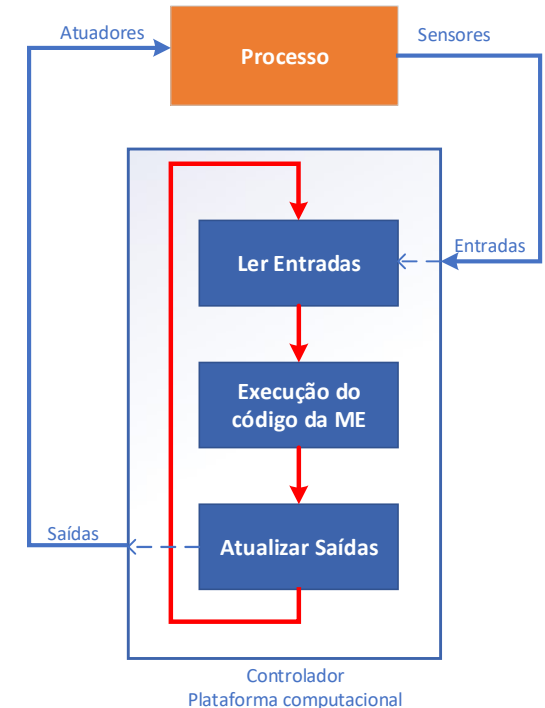 Atuadores
Processo
Sensores
Ler Entradas
Entradas
Execução do
código da ME
Saídas
Atualizar Saídas
Controlador
Plataforma computacional